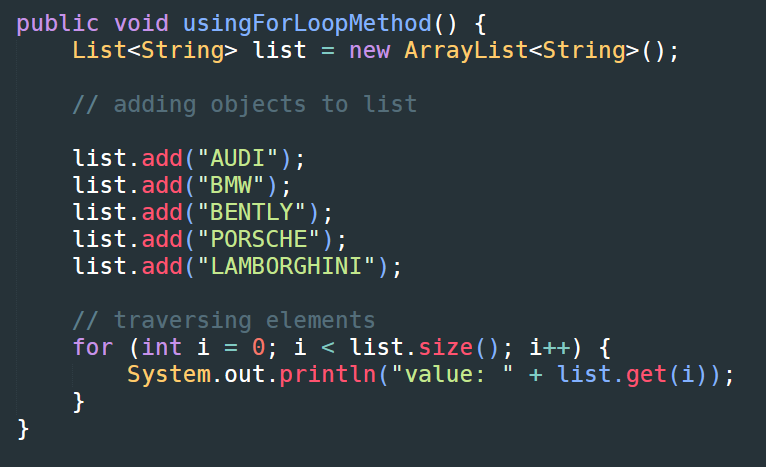 public void usingForLoopMethod() {
    List<String> list = new ArrayList<String>();

    // adding objects to list

    list.add("AUDI");
    list.add("BMW");
    list.add("BENTLY");
    list.add("PORSCHE");
    list.add("LAMBORGHINI");

    // traversing elements
    for (int i = 0; i < list.size(); i++) {
        System.out.println("value: " + list.get(i));
    }
}